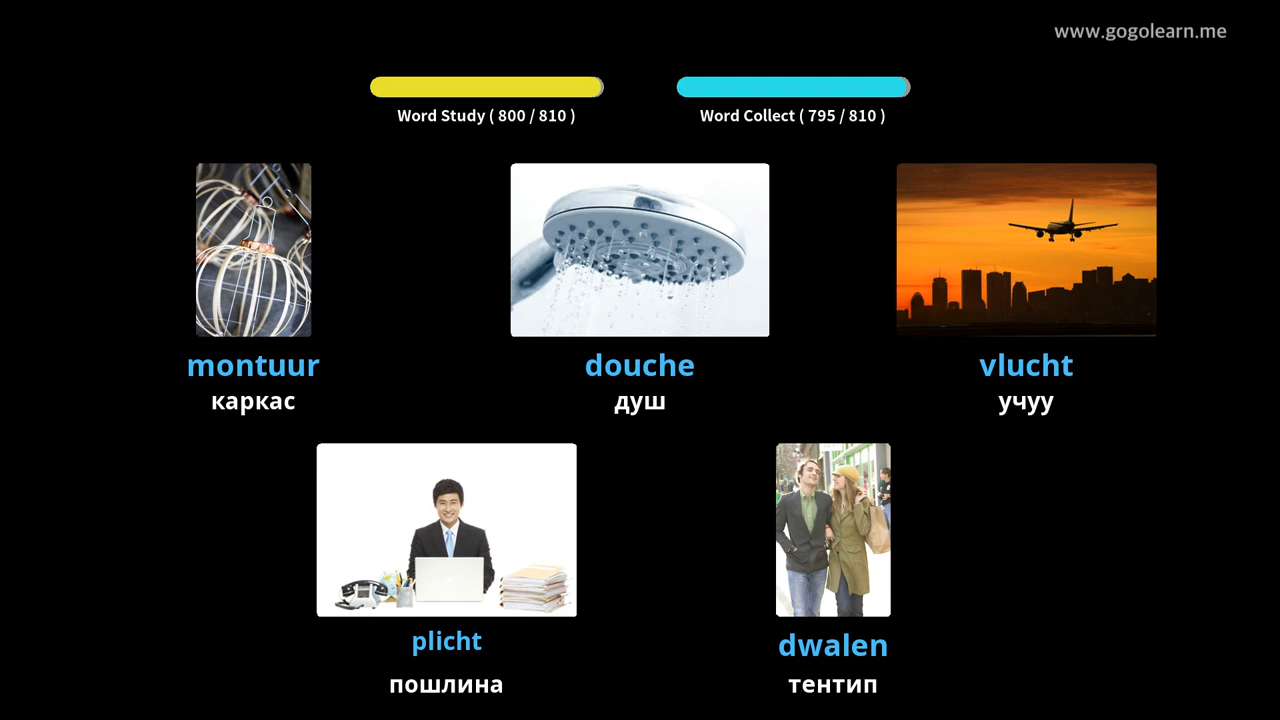 www.gogolearn.me
Word Study ( 800 / 810 )
Word Collect ( 795 / 810 )
montuur
каркас
douche
душ
vlucht
учуу
plicht
пошлина
dwalen
тентип